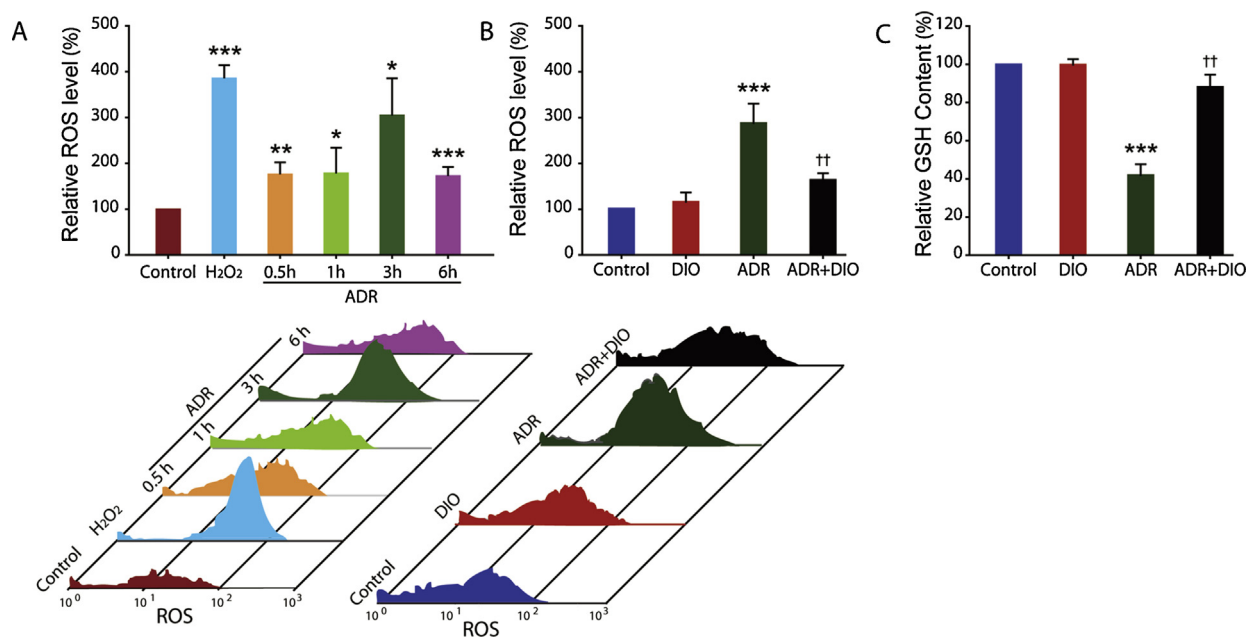 A
Relative ROS level (%)
500
400
300
200
100
0
***
**
*
*
***
Control H₂O₂ 0.5h 1h 3h 6h
ADR
B
Relative ROS level (%)
500
400
300
200
100
0
***
††
Control DIO ADR ADR+DIO
C
Relative GSH Content (%)
120
100
80
60
40
20
0
***
††
Control DIO ADR ADR+DIO
6 h
3 h
1 h
0.5 h
ADR
H₂O₂
Control
10⁰ 10¹ 10² 10³
ROS
ADR+DIO
ADR
DIO
Control
10⁰ 10¹ 10² 10³
ROS